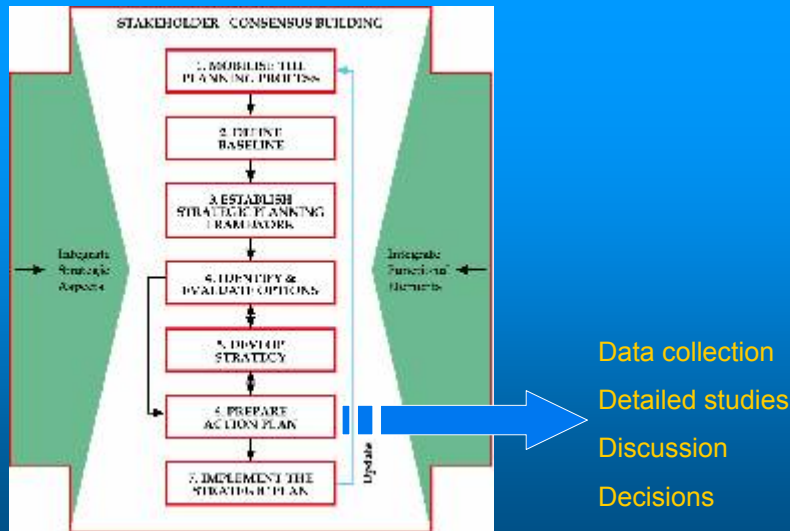 STAKEHOLDER CONSENSUS BUILDING
1. MOBILISE THE
PLANNING PROCESS
2. DEFINE
BASELINE
3. ESTABLISH
STRATEGIC PLANNING
FRAMEWORK
4. IDENTIFY &
EVALUATE OPTIONS
5. DEVELOP
STRATEGY
6. PREPARE
ACTION PLAN
7. IMPLEMENT THE
STRATEGIC PLAN
Integrate
Strategic
Aspects
Integrate
Functional
Elements
Update
Data collection
Detailed studies
Discussion
Decisions